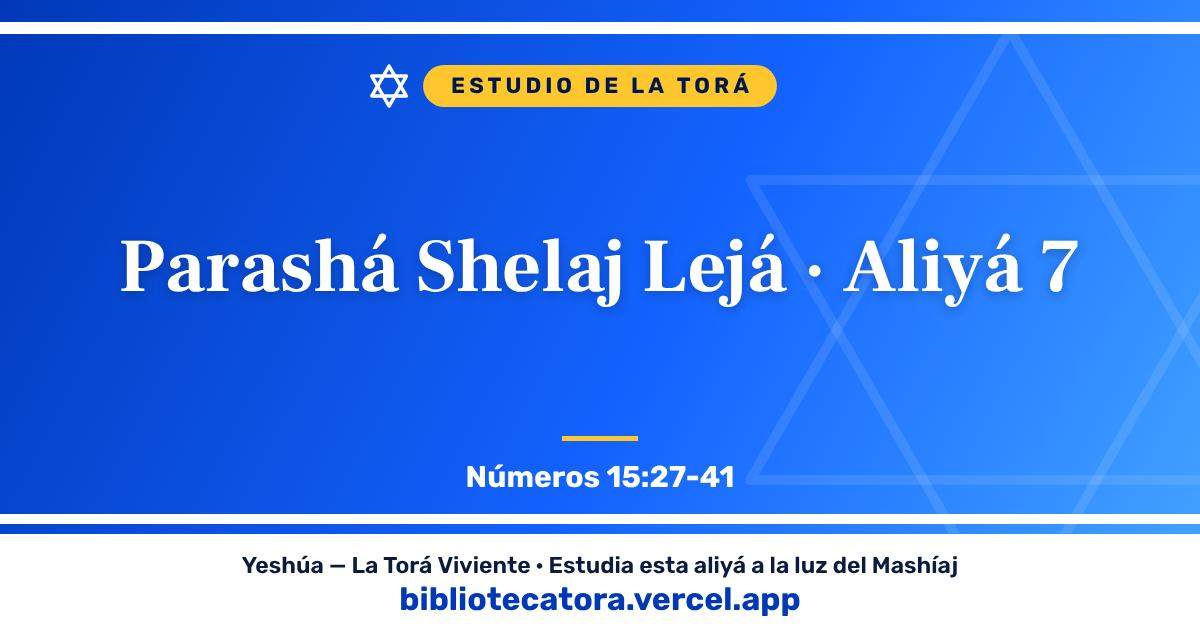 ESTUDIO DE LA TORÁ
Parashá Shelaj Lejá · Aliyá 7
Números 15:27-41
Yeshúa — La Torá Viviente • Estudia esta aliyá a la luz del Mashíaj
bibliotecatora.vercel.app